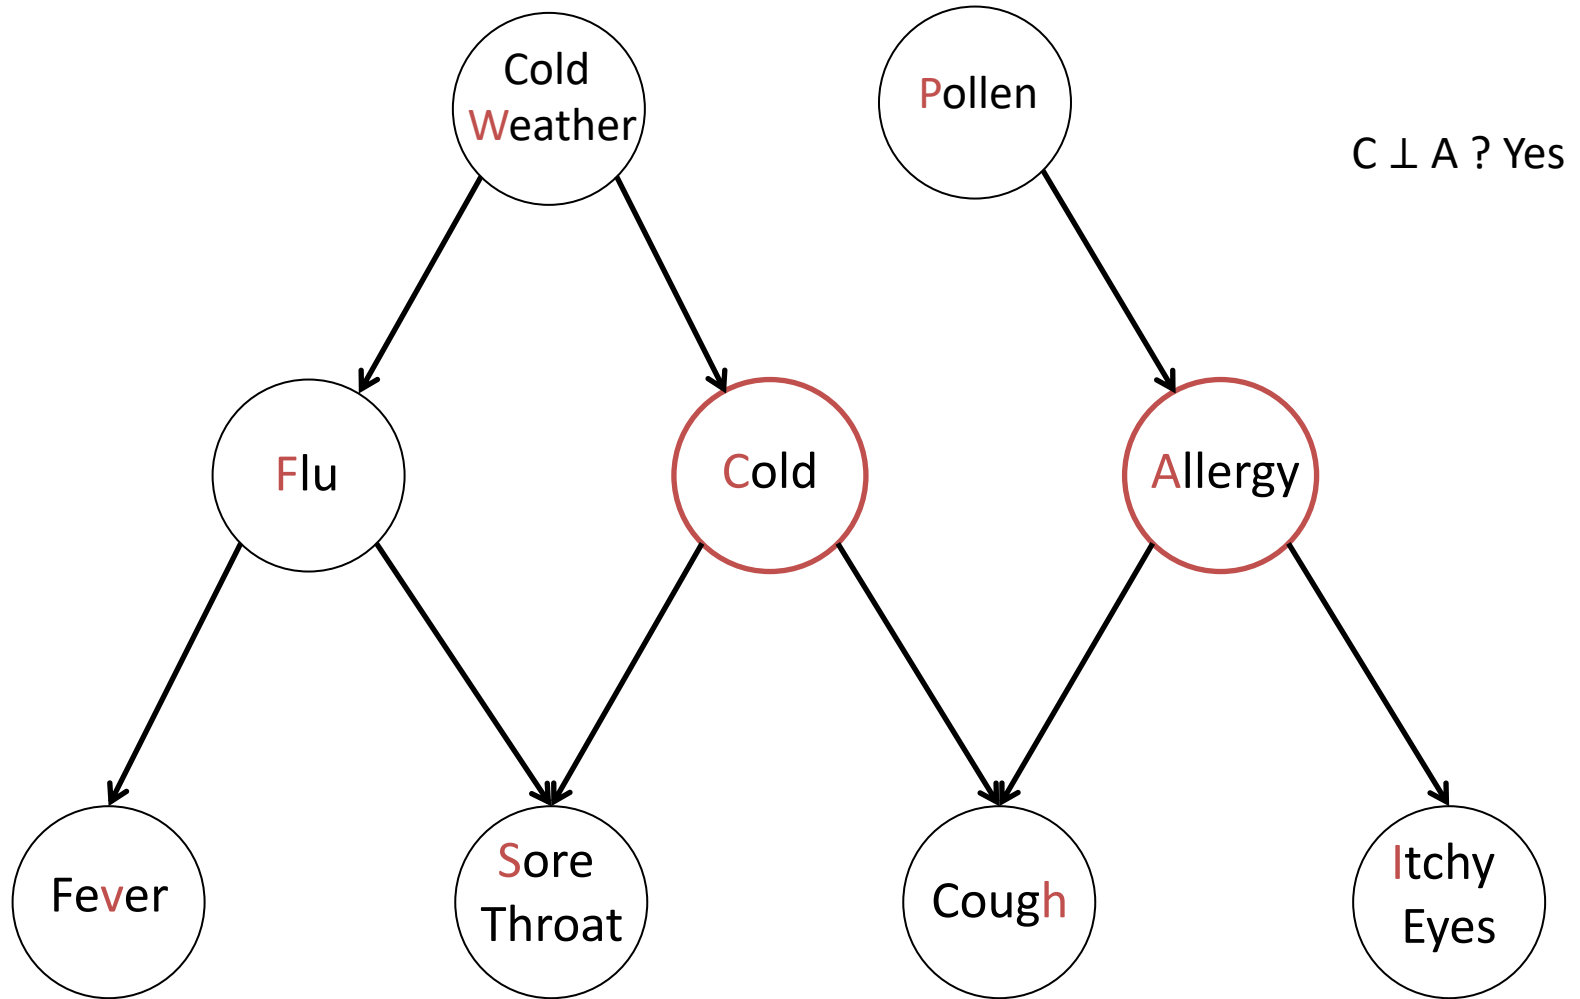 Cold
Weather
Pollen
C ⊥ A ? Yes
Flu
Cold
Allergy
Fever
Sore
Throat
Cough
Itchy
Eyes